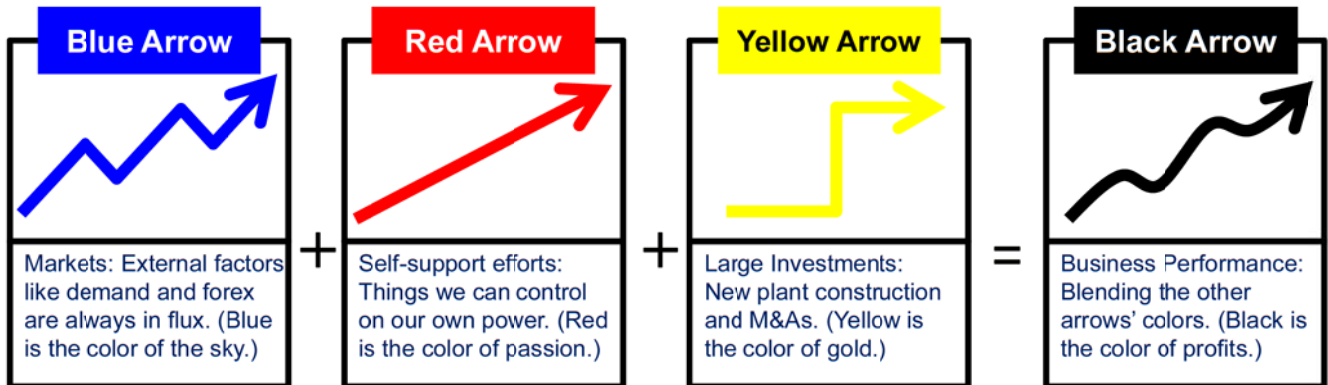 Blue Arrow
Red Arrow
Yellow Arrow
Black Arrow
Markets: External factors
like demand and forex
are always in flux. (Blue
is the color of the sky.)
+
Self-support efforts:
Things we can control
on our own power. (Red
is the color of passion.)
+
Large Investments:
New plant construction
and M&As. (Yellow is
the color of gold.)
=
Business Performance:
Blending the other
arrows' colors. (Black is
the color of profits.)